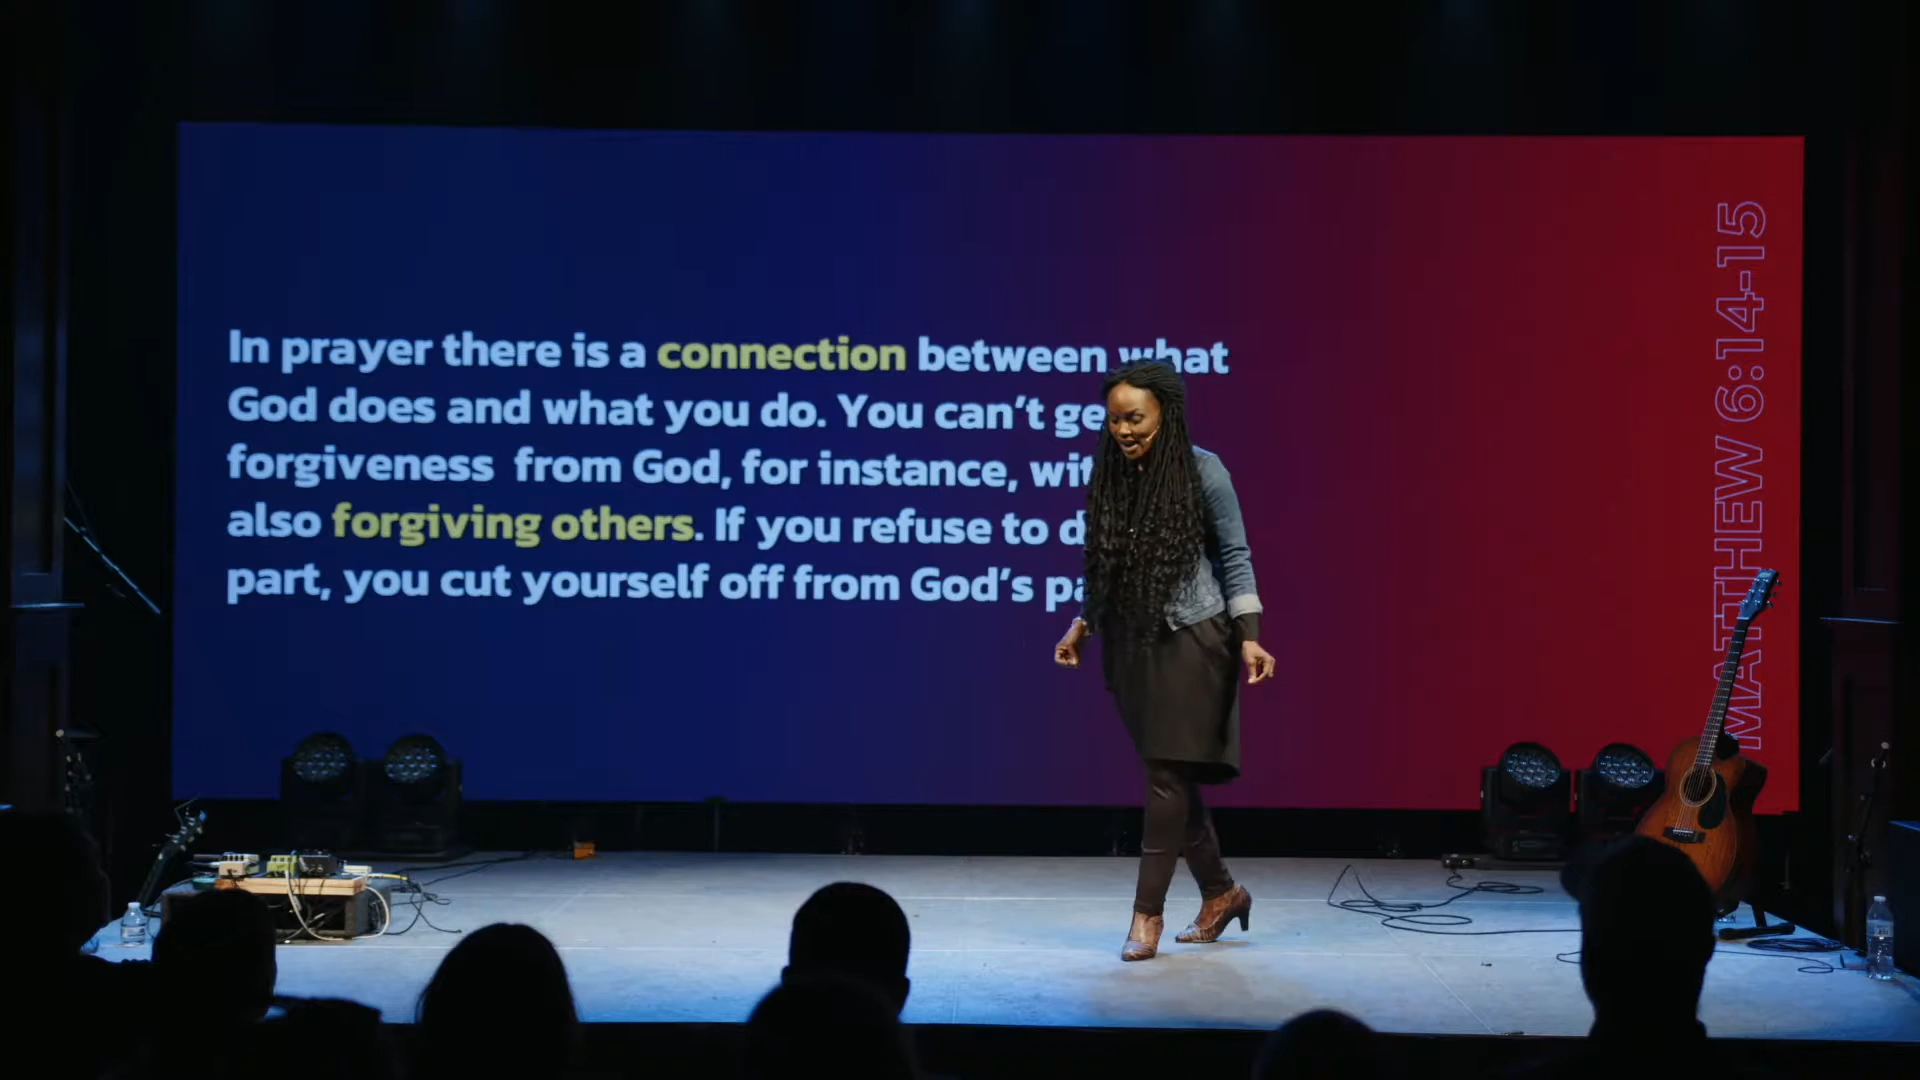 In prayer there is a connection between what
God does and what you do. You can't
forgiveness from God, for instance,
also forgiving others. If you refuse to
part, you cut yourself off from God's
MATTHEW 6:14-15